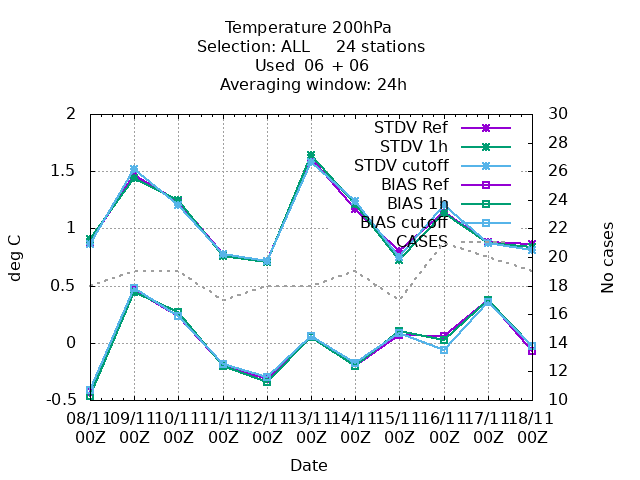 Temperature 200hPa
Selection: ALL 24 stations
Used 06 + 06
Averaging window: 24h
2
1.5
1
0.5
0
-0.5
deg C
30
28
26
24
22
20
18
16
14
12
10
No cases
STDV Ref
STDV 1h
STDV cutoff
BIAS Ref
BIAS 1h
BIAS cutoff
CASES
08/11 09/11 10/11 11/11 12/11 13/11 14/11 15/11 16/11 17/11 18/11
00Z 00Z 00Z 00Z 00Z 00Z 00Z 00Z 00Z 00Z 00Z
Date